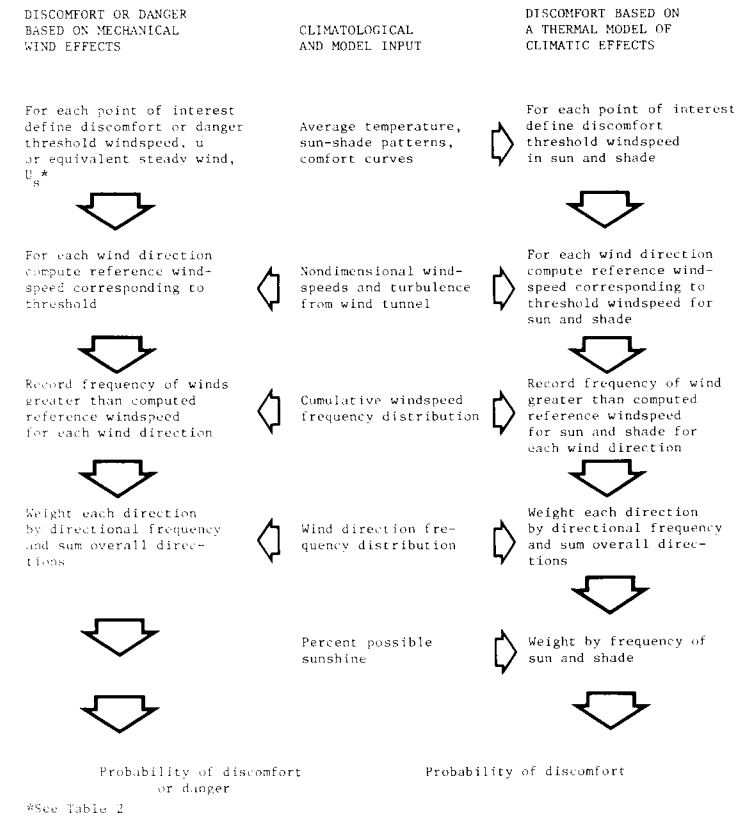 DISCOMFORT OR DANGER
BASED ON MECHANICAL
WIND EFFECTS
CLIMATOLOGICAL
AND MODEL INPUT
DISCOMFORT BASED ON
A THERMAL MODEL OF
CLIMATIC EFFECTS
For each point of interest
define discomfort or danger
threshold windspeed, u
or equivalent steady wind,
U_s*
Average temperature,
sun-shade patterns,
comfort curves
For each point of interest
define discomfort
threshold windspeed
in sun and shade
For each wind direction
compute reference wind-
speed corresponding to
threshold
Nondimensional wind-
speeds and turbulence
from wind tunnel
For each wind direction
compute reference wind-
speed corresponding to
threshold windspeed for
sun and shade
Record frequency of winds
greater than computed
reference windspeed
for each wind direction
Cumulative windspeed
frequency distribution
Record frequency of wind
greater than computed
reference windspeed
for sun and shade for
each wind direction
Weight each direction
by directional frequency
and sum overall direc-
tions
Wind direction fre-
quency distribution
Weight each direction
by directional frequency
and sum overall direc-
tions
Percent possible
sunshine
Weight by frequency of
sun and shade
Probability of discomfort
or danger
Probability of discomfort
*See Table 2